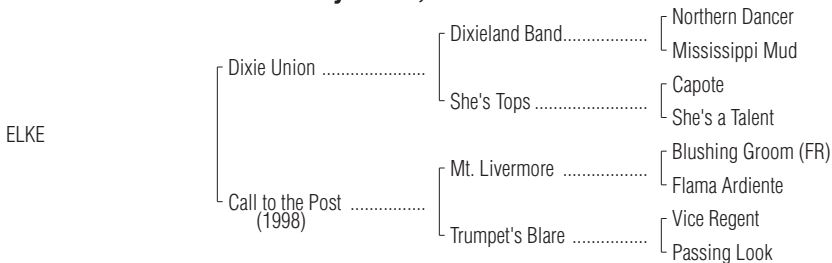 Northern Dancer
Dixieland Band..................
Mississippi Mud
Dixie Union ......................
Capote
She's Tops ........................
She's a Talent
ELKE
Blushing Groom (FR)
Mt. Livermore ..................
Flama Ardiente
Call to the Post ................
(1998)
Vice Regent
Trumpet's Blare ................
Passing Look